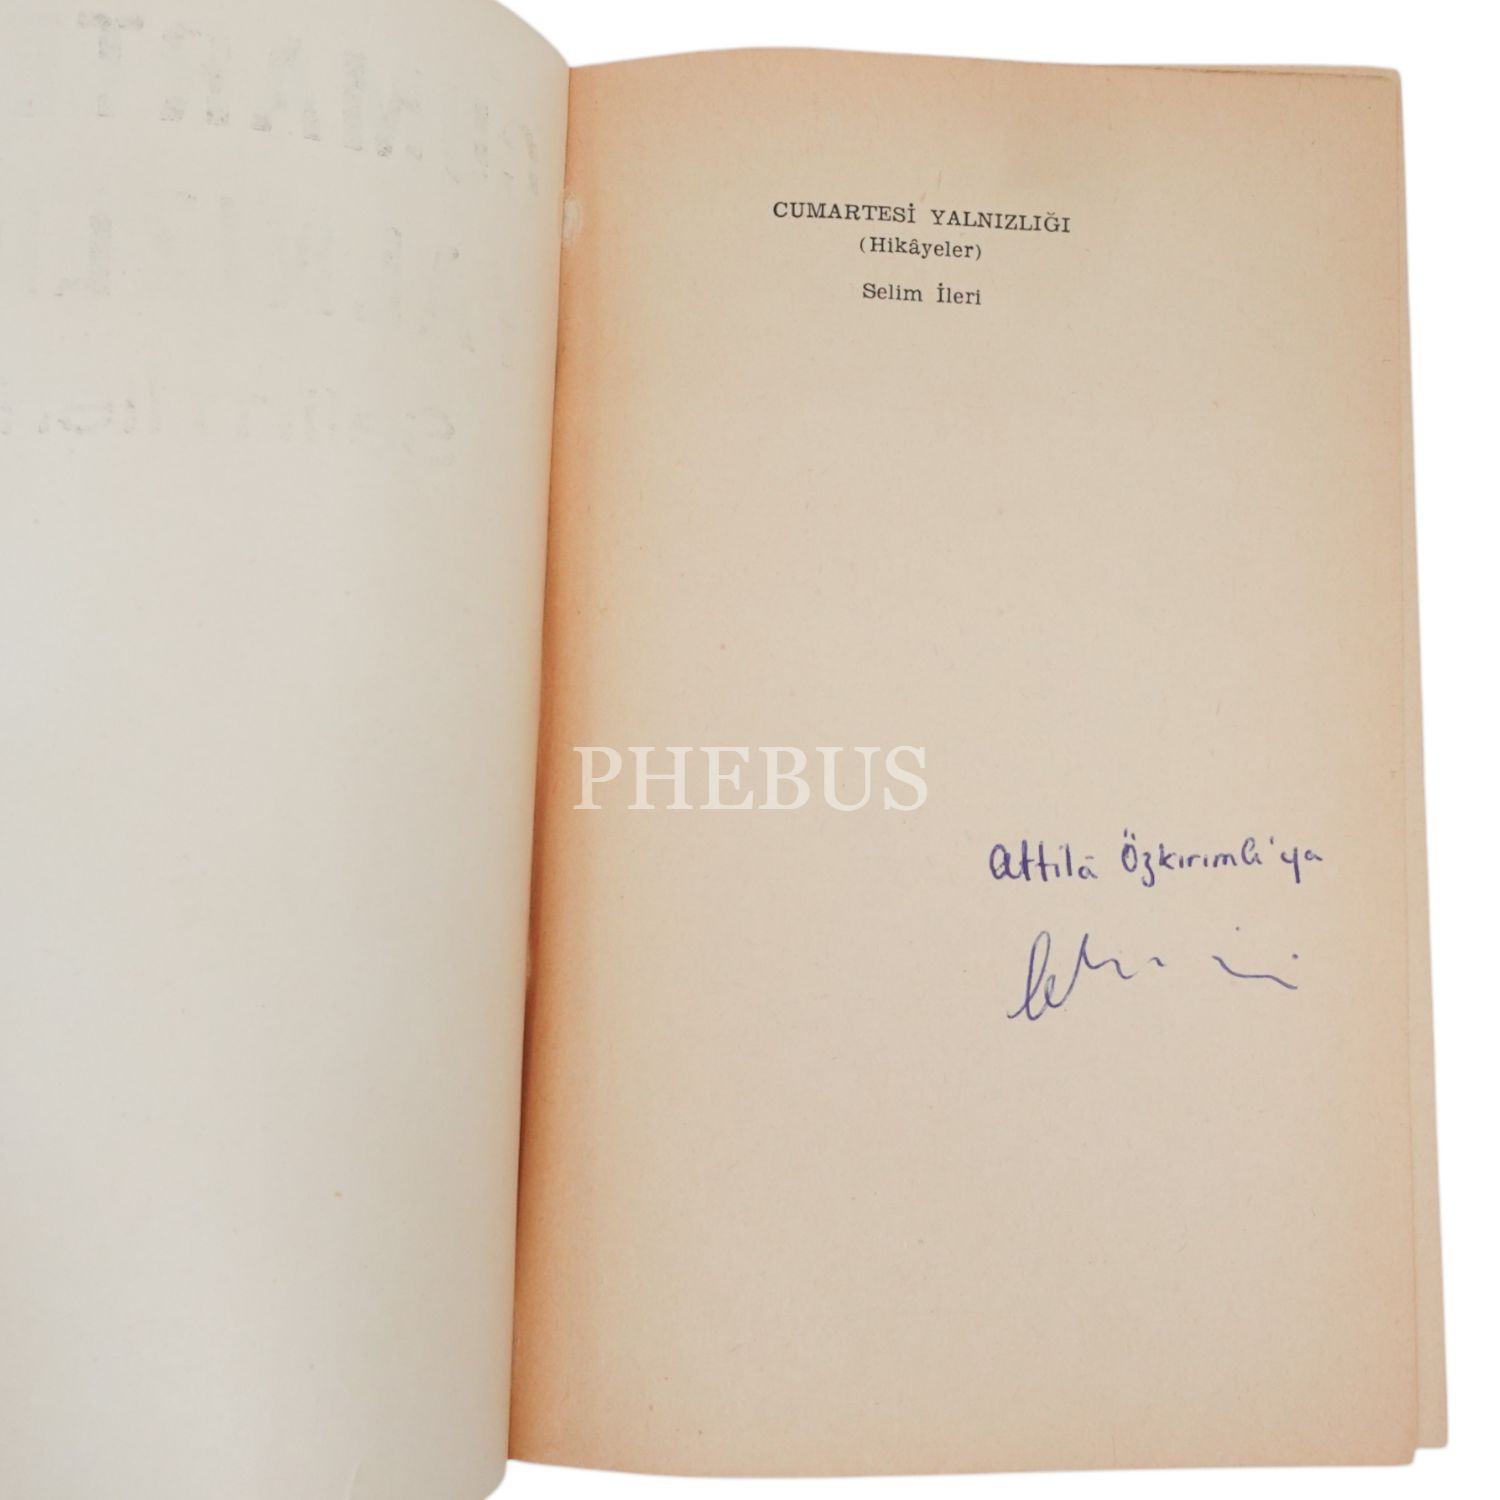 CUMARTESİ YALNIZLIĞI
(Hikâyeler)
Selim İleri
PHEBUS
Attilâ Özkırımlı'ya